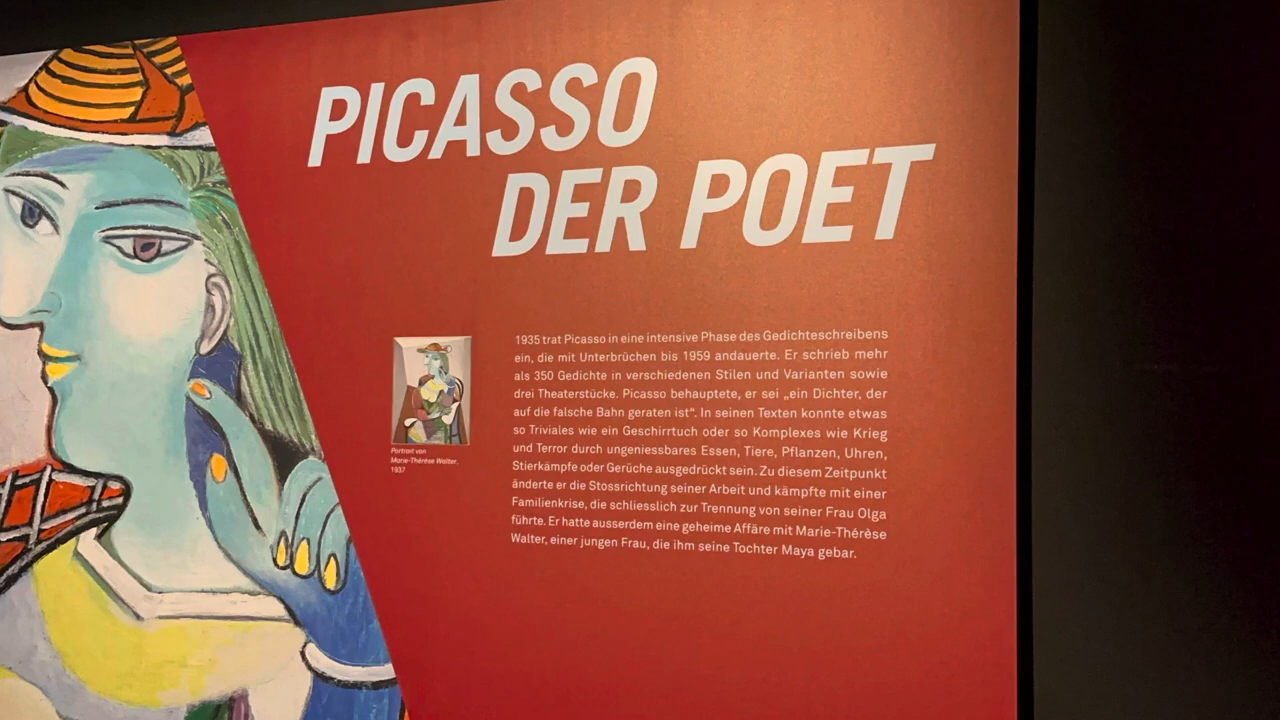 PICASSO
DER POET
1935 trat Picasso in eine intensive Phase des Gedichteschreibens
ein, die mit Unterbrüchen bis 1959 andauerte. Er schrieb mehr
als 350 Gedichte in verschiedenen Stilen und Varianten sowie
drei Theaterstücke. Picasso behauptete, er sei „ein Dichter, der
auf die falsche Bahn geraten ist“. In seinen Texten konnte etwas
so Triviales wie ein Geschirrtuch oder so Komplexes wie Krieg
und Terror durch ungeniessbares Essen, Tiere, Pflanzen, Uhren,
Stierkämpfe oder Gerüche ausgedrückt sein. Zu diesem Zeitpunkt
änderte er die Stossrichtung seiner Arbeit und kämpfte mit einer
Familienkrise, die schliesslich zur Trennung von seiner Frau Olga
führte. Er hatte ausserdem eine geheime Affäre mit Marie-Thérèse
Walter, einer jungen Frau, die ihm seine Tochter Maya gebar.
Portrait von
Marie-Thérèse Walter,
1937